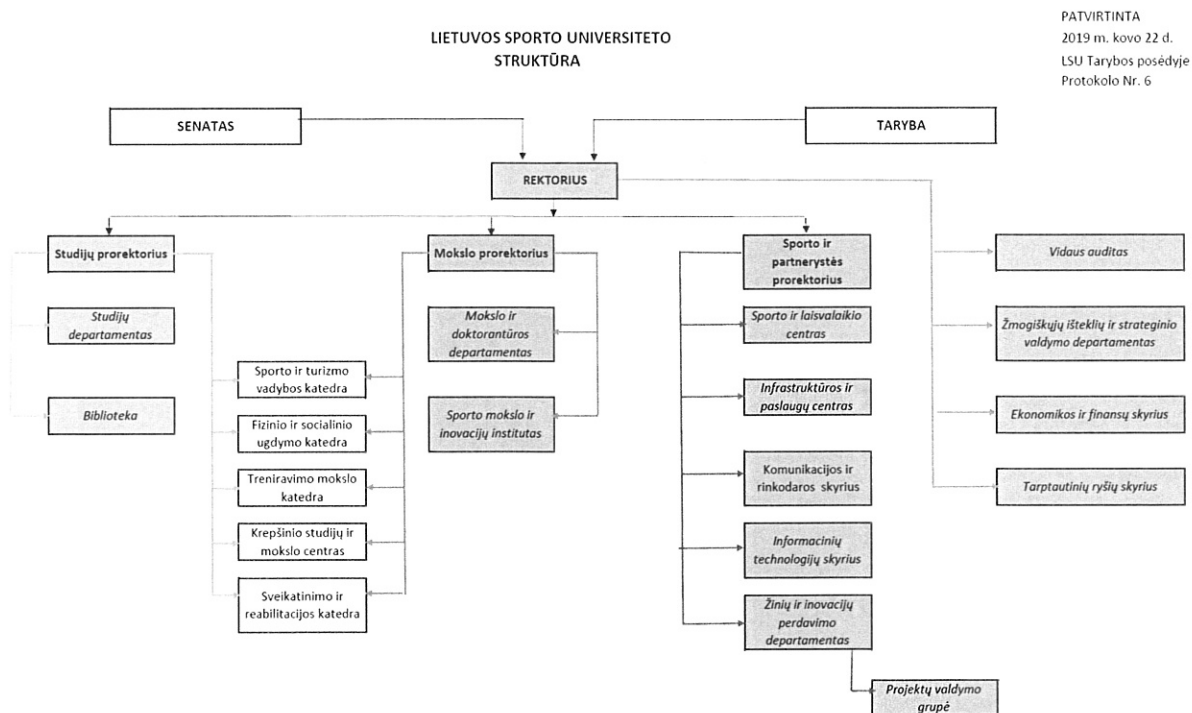 PATVIRTINTA
2019 m. kovo 22 d.
LSU Tarybos posėdyje
Protokolo Nr. 6
LIETUVOS SPORTO UNIVERSITETO
STRUKTŪRA
SENATAS
TARYBA
REKTORIUS
Studijų prorektorius
Mokslo prorektorius
Sporto ir
partnerystės
prorektorius
Vidaus auditas
Studijų
departamentas
Mokslo ir
doktorantūros
departamentas
Sporto ir laisvalaikio
centras
Žmogiškųjų išteklių ir strateginio
valdymo departamentas
Sporto ir turizmo
vadybos katedra
Biblioteka
Fizinio ir socialinio
ugdymo katedra
Sporto mokslo ir
inovacijų institutas
Infrastruktūros ir
paslaugų centras
Ekonomikos ir finansų skyrius
Treniravimo mokslo
katedra
Komunikacijos ir
rinkodaros skyrius
Tarptautinių ryšių skyrius
Krepšinio studijų ir
mokslo centras
Informacinių
technologijų skyrius
Sveikatinimo ir
reabilitacijos katedra
Žinių ir inovacijų
perdavimo
departamentas
Projektų valdymo
grupė